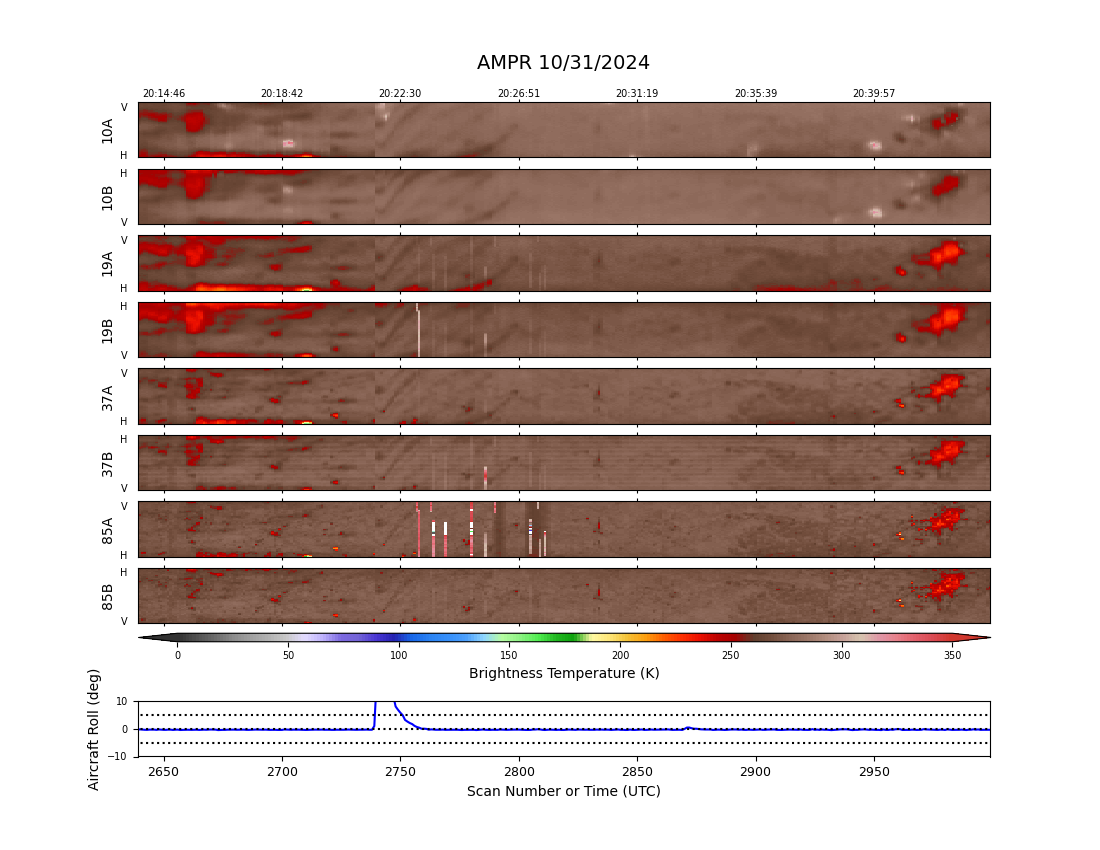 AMPR 10/31/2024
20:14:46 20:18:42 20:22:30 20:26:51 20:31:19 20:35:39 20:39:57
V
10A
H
H
10B
V
V
19A
H
H
19B
V
V
37A
H
H
37B
V
V
85A
H
H
85B
V
0 50 100 150 200 250 300 350
Brightness Temperature (K)
Aircraft Roll (deg)
10
0
−10
2650 2700 2750 2800 2850 2900 2950
Scan Number or Time (UTC)